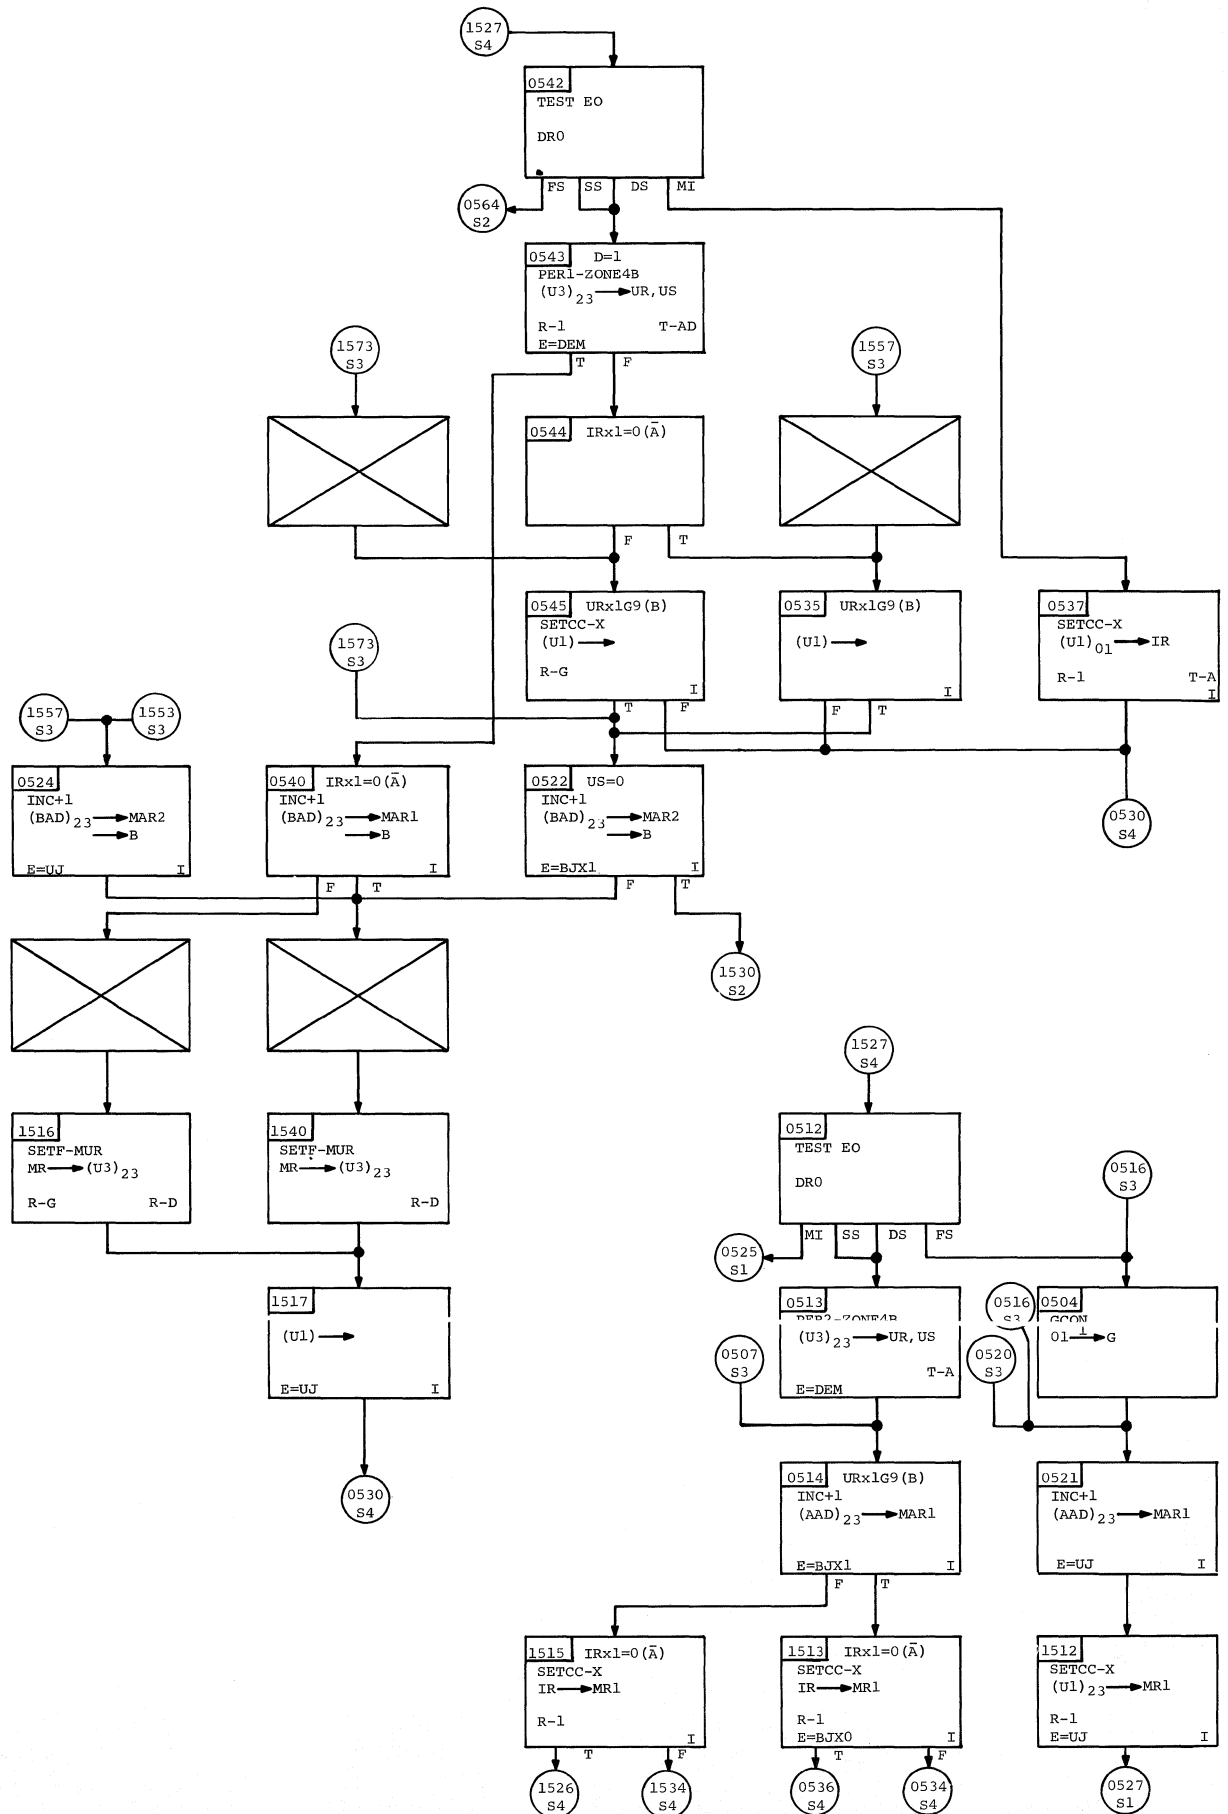 1527
S4
0542
TEST EO
DR0
FS SS DS MI
0564
S2
0543 D=1
PER1-ZONE4B
(U3)23 → UR,US
R-1 T-AD
E=DEM
T F
1573
S3
1557
S3
0544 IRx1=0(Ā)
F T
0545 URx1G9(B)
SETCC-X
(U1) →
R-G
I
T F
0535 URx1G9(B)
(U1) →
I
F T
0537
SETCC-X
(U1)01 → IR
R-1 T-A
I
1573
S3
1557
S3
1553
S3
0524
INC+1
(BAD)23 → MAR2
→ B
E=UJ I
0540 IRx1=0(Ā)
INC+1
(BAD)23 → MAR1
→ B
I
F T
0522 US=0
INC+1
(BAD)23 → MAR2
→ B
E=BJX1 I
F T
0530
S4
1530
S2
1516
SETF-MUR
MR → (U3)23
R-G R-D
1540
SETF-MUR
MR → (U3)23
R-D
1517
(U1) →
E=UJ I
0530
S4
1527
S4
0512
TEST EO
DR0
MI SS DS FS
0525
S1
0516
S3
0513
(U3)23 → UR,US
T-A
E=DEM
0516
S3
0504
GCON
01 → G
0507
S3
0520
S3
0514 URx1G9(B)
INC+1
(AAD)23 → MAR1
E=BJX1 I
F T
0521
INC+1
(AAD)23 → MAR1
E=UJ I
1515 IRx1=0(Ā)
SETCC-X
IR → MR1
R-1
I
T F
1513 IRx1=0(Ā)
SETCC-X
IR → MR1
R-1
E=BJX0 I
T F
1512
SETCC-X
(U1)23 → MR1
R-1
E=UJ I
1526
S4
1534
S4
0536
S4
0534
S4
0527
S1